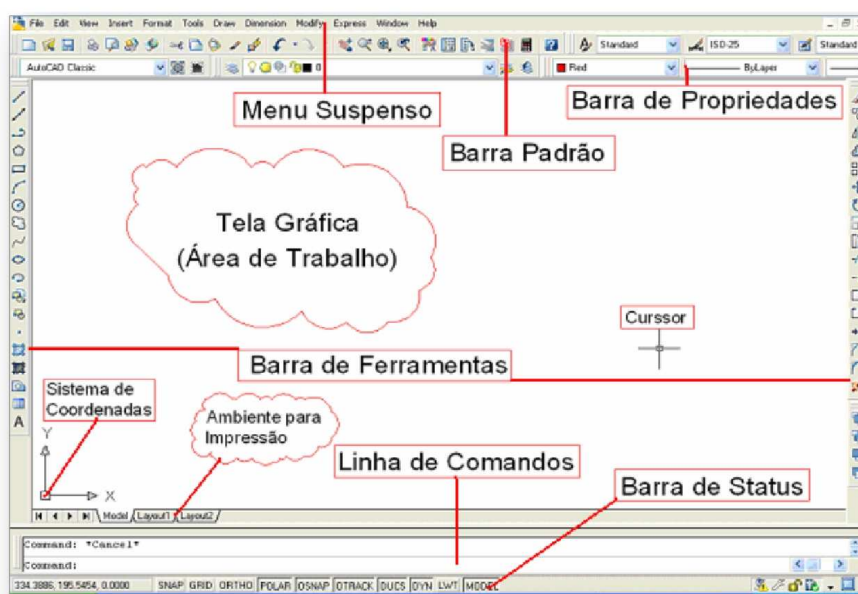 File Edit View Insert Format Tools Draw Dimension Modify Express Window Help
Standard ISO-25 Standard
AutoCAD Classic 0 Red ByLayer
Menu Suspenso
Barra de Propriedades
Barra Padrão
Tela Gráfica
(Área de Trabalho)
Curssor
Barra de Ferramentas
Sistema de
Coordenadas
Ambiente para
Impressão
Linha de Comandos
Barra de Status
A
Y
X
Model Layout1 Layout2
Command: *Cancel*
Command:
334.3886, 195.5454, 0.0000 SNAP GRID ORTHO POLAR OSNAP OTRACK DUCS DYN LWT MODEL